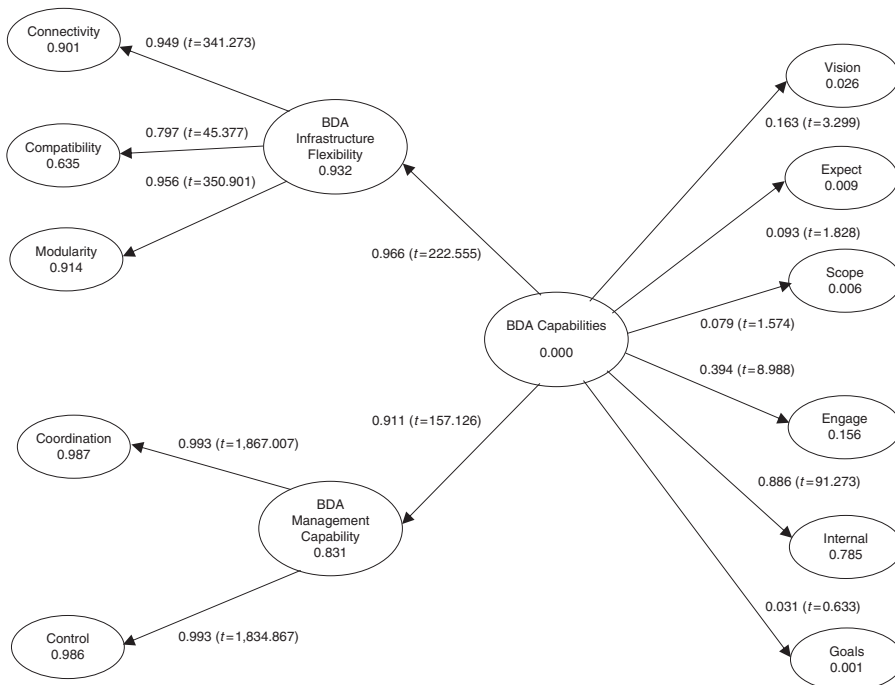 Connectivity
0.901
0.949 (t=341.273)
Compatibility
0.635
0.797 (t=45.377)
Modularity
0.914
0.956 (t=350.901)
BDA
Infrastructure
Flexibility
0.932
0.966 (t=222.555)
BDA Capabilities
0.000
0.911 (t=157.126)
Coordination
0.987
0.993 (t=1,867.007)
BDA
Management
Capability
0.831
Control
0.986
0.993 (t=1,834.867)
Vision
0.026
0.163 (t=3.299)
Expect
0.009
0.093 (t=1.828)
Scope
0.006
0.079 (t=1.574)
0.394 (t=8.988)
Engage
0.156
0.886 (t=91.273)
Internal
0.785
0.031 (t=0.633)
Goals
0.001